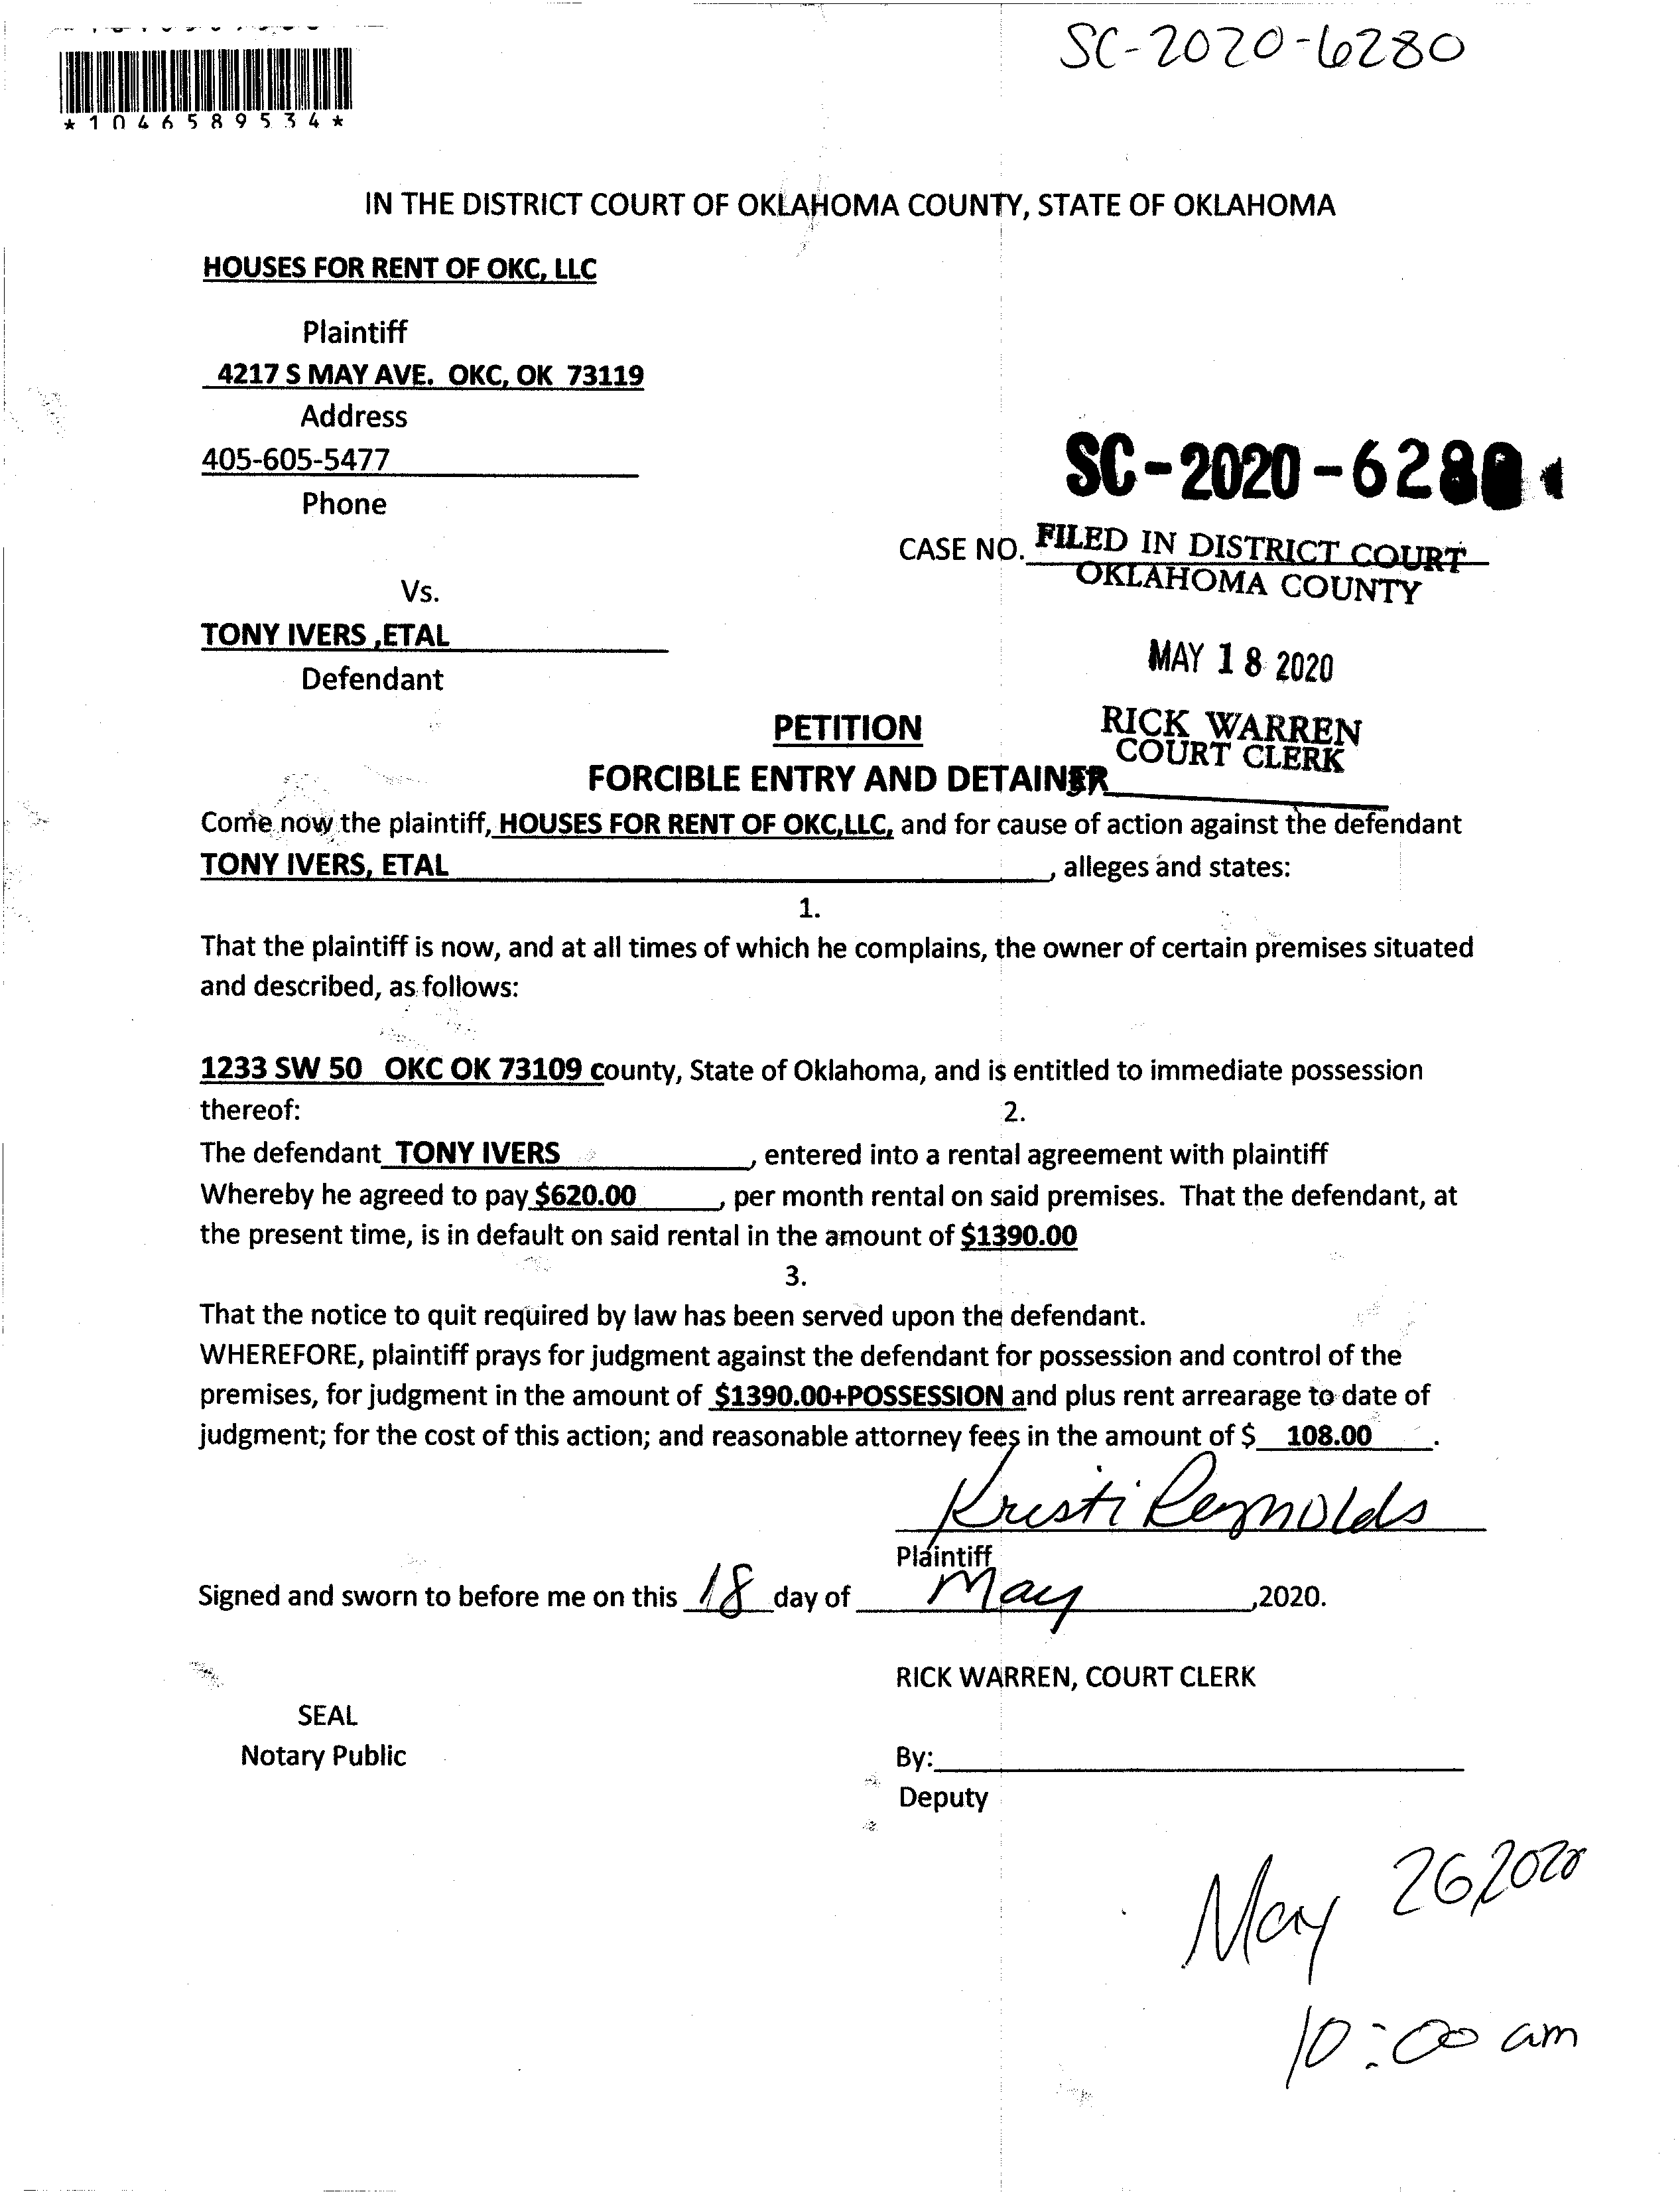 SC-2020-6280
*1046589534*
IN THE DISTRICT COURT OF OKLAHOMA COUNTY, STATE OF OKLAHOMA
HOUSES FOR RENT OF OKC, LLC
Plaintiff
4217 S MAY AVE. OKC, OK 73119
Address
405-605-5477
Phone
SC-2020-6280
CASE NO. FILED IN DISTRICT COURT
OKLAHOMA COUNTY
Vs.
TONY IVERS ,ETAL
Defendant
MAY 18 2020
PETITION
RICK WARREN
COURT CLERK
FORCIBLE ENTRY AND DETAINER
Come now the plaintiff, HOUSES FOR RENT OF OKC,LLC, and for cause of action against the defendant
TONY IVERS, ETAL, alleges and states:
1.
That the plaintiff is now, and at all times of which he complains, the owner of certain premises situated
and described, as follows:
1233 SW 50 OKC OK 73109 county, State of Oklahoma, and is entitled to immediate possession
thereof: 2.
The defendant TONY IVERS, entered into a rental agreement with plaintiff
Whereby he agreed to pay $620.00, per month rental on said premises. That the defendant, at
the present time, is in default on said rental in the amount of $1390.00
3.
That the notice to quit required by law has been served upon the defendant.
WHEREFORE, plaintiff prays for judgment against the defendant for possession and control of the
premises, for judgment in the amount of $1390.00+POSSESSION and plus rent arrearage to date of
judgment; for the cost of this action; and reasonable attorney fees in the amount of $ 108.00.
Kristi Reynolds
Plaintiff
Signed and sworn to before me on this 18 day of May,2020.
RICK WARREN, COURT CLERK
SEAL
Notary Public
By:
Deputy
May 26, 2020
10:00 am